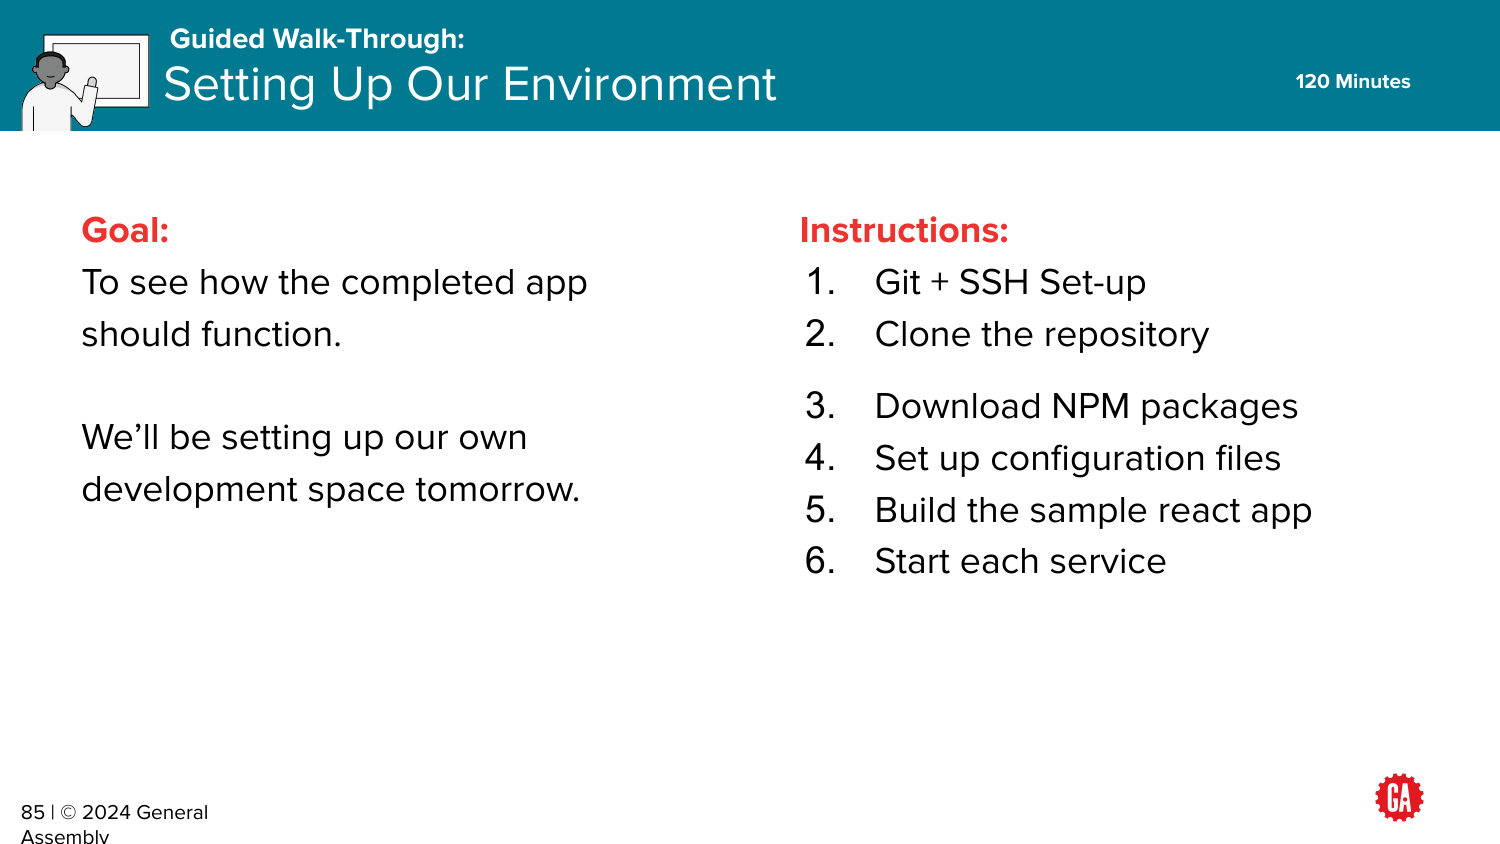 Guided Walk-Through:
Setting Up Our Environment
120 Minutes
Goal:
To see how the completed app
should function.
We’ll be setting up our own
development space tomorrow.
Instructions:
1. Git + SSH Set-up
2. Clone the repository
3. Download NPM packages
4. Set up configuration files
5. Build the sample react app
6. Start each service
85 | © 2024 General
Assembly
GA